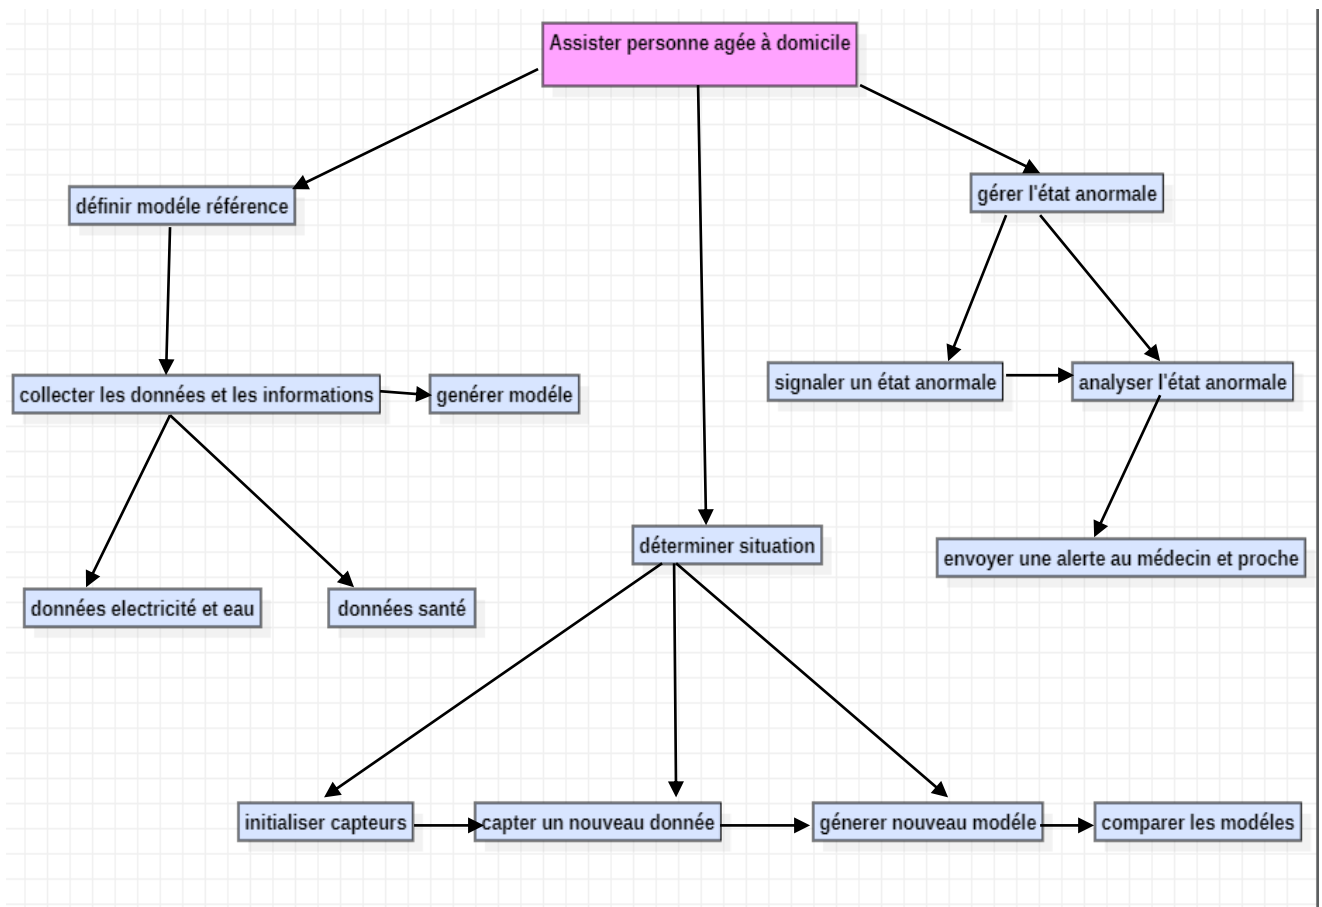 Assister personne agée à domicile
définir modéle référence
gérer l'état anormale
collecter les données et les informations
genérer modéle
signaler un état anormale
analyser l'état anormale
déterminer situation
envoyer une alerte au médecin et proche
données electricité et eau
données santé
initialiser capteurs
capter un nouveau donnée
génerer nouveau modéle
comparer les modéles